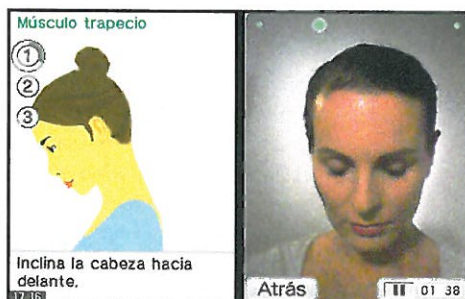 Músculo trapecio
1
2
3
Inclina la cabeza hacia
delante.
17:16
Atrás
01 38